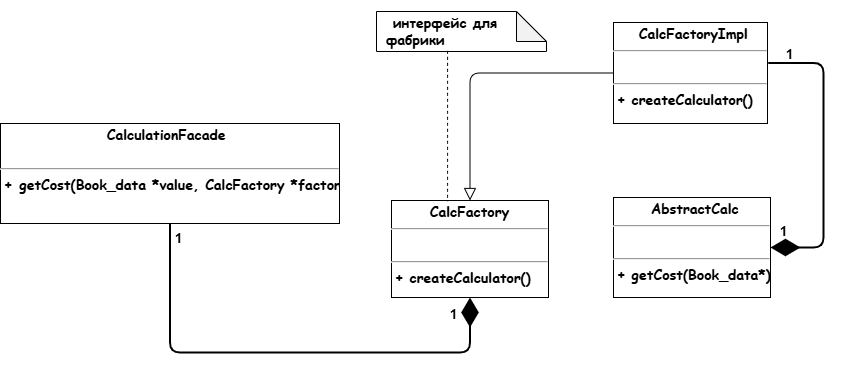 интерфейс для
фабрики
CalcFactoryImpl
1
+ createCalculator()
CalculationFacade
+ getCost(Book_data *value, CalcFactory *factor
1
CalcFactory
+ createCalculator()
1
AbstractCalc
1
+ getCost(Book_data*)